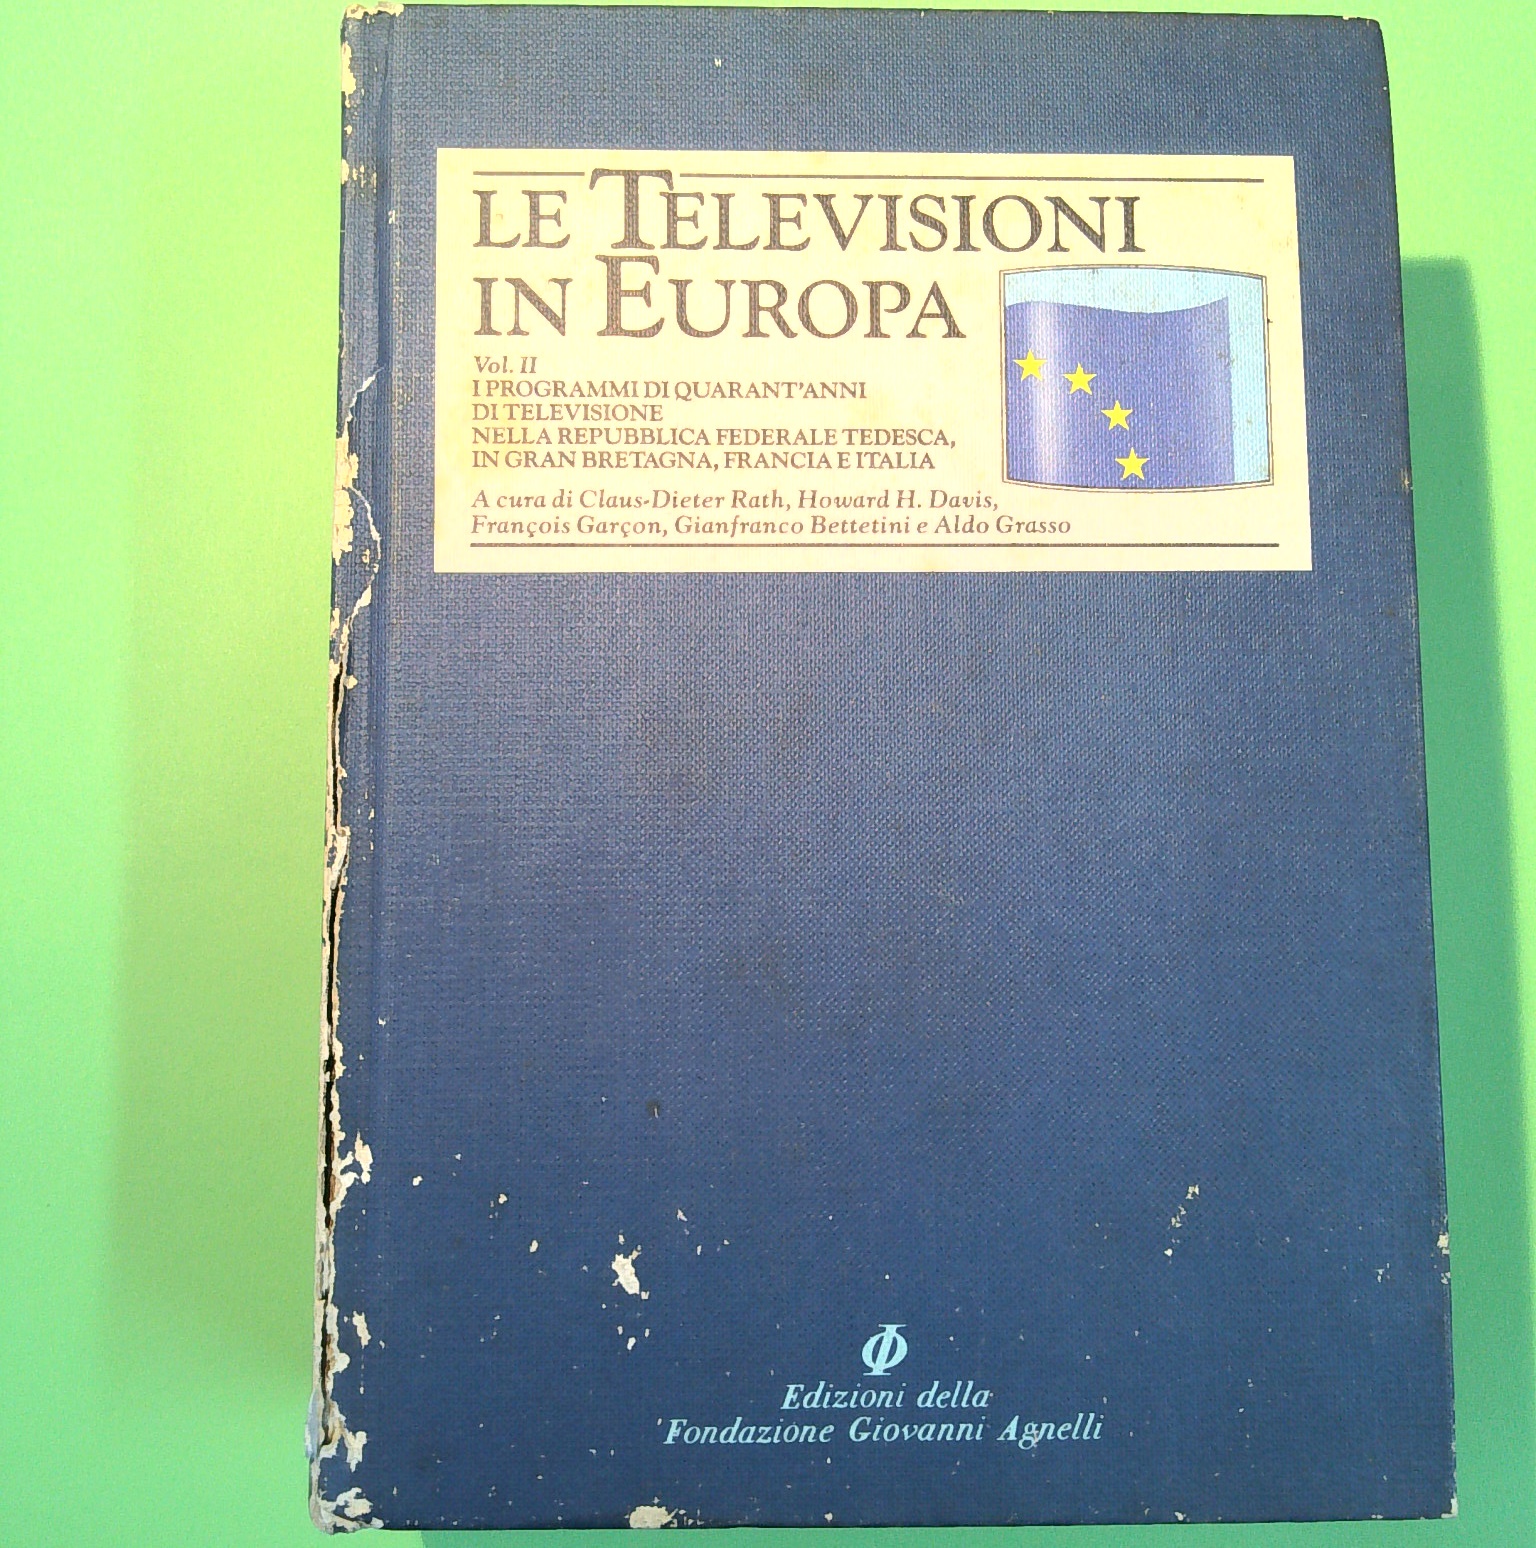 LE TELEVISIONI
IN EUROPA
Vol. II
I PROGRAMMI DI QUARANT'ANNI
DI TELEVISIONE
NELLA REPUBBLICA FEDERALE TEDESCA,
IN GRAN BRETAGNA, FRANCIA E ITALIA
A cura di Claus-Dieter Rath, Howard H. Davis,
François Garçon, Gianfranco Bettetini e Aldo Grasso
Edizioni della
Fondazione Giovanni Agnelli